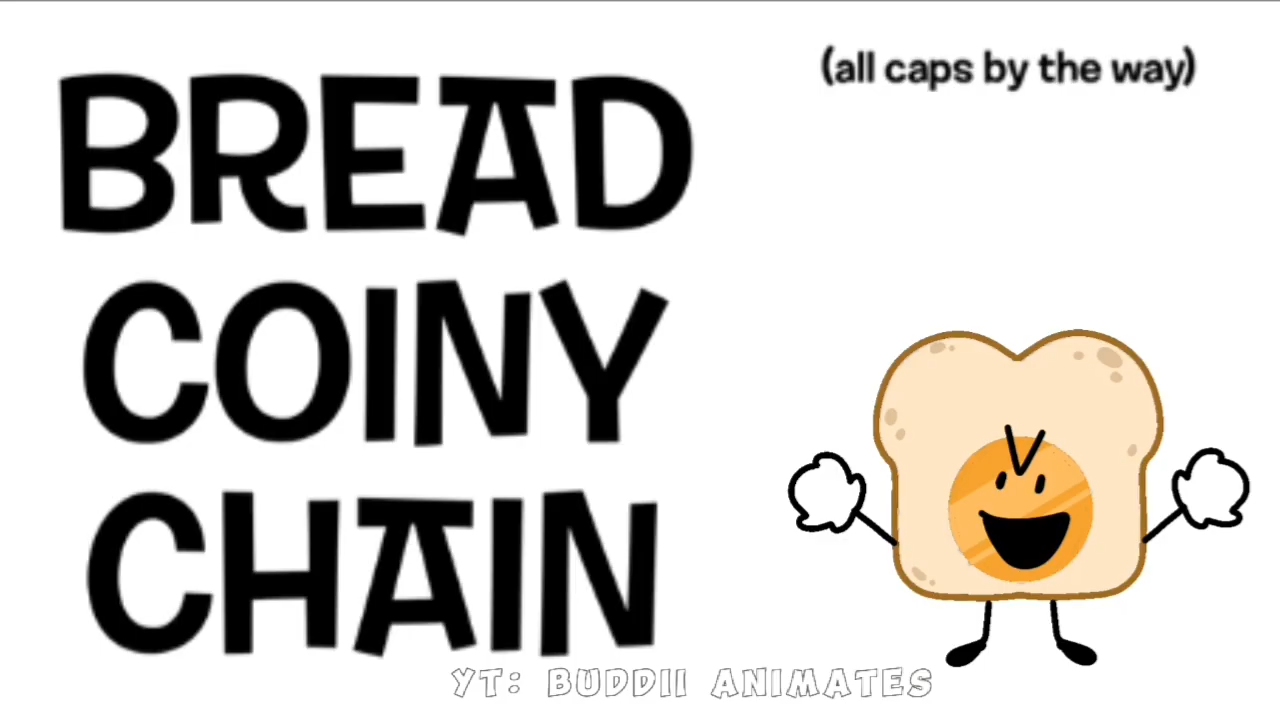 BREAD
COINY
CHAIN
(all caps by the way)
YT: BUDDII ANIMATES